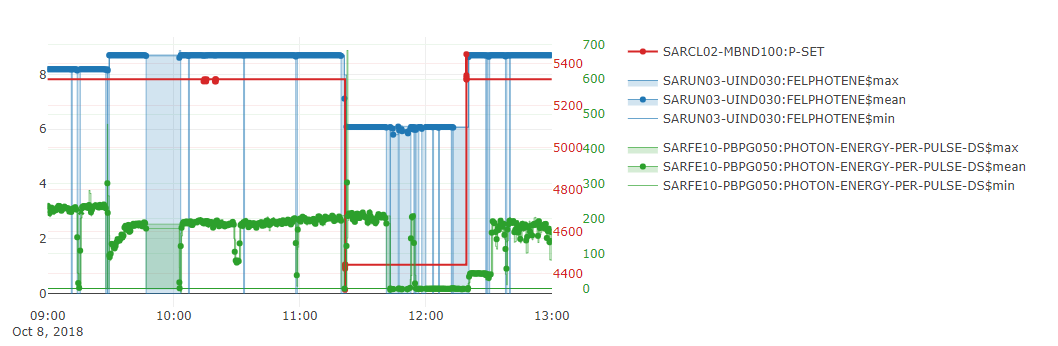 8
6
4
2
0
5400
5200
5000
4800
4600
4400
700
600
500
400
300
200
100
0
09:00 10:00 11:00 12:00 13:00
Oct 8, 2018
SARCL02-MBND100:P-SET
SARUN03-UIND030:FELPHOTENE$max
SARUN03-UIND030:FELPHOTENE$mean
SARUN03-UIND030:FELPHOTENE$min
SARFE10-PBPG050:PHOTON-ENERGY-PER-PULSE-DS$max
SARFE10-PBPG050:PHOTON-ENERGY-PER-PULSE-DS$mean
SARFE10-PBPG050:PHOTON-ENERGY-PER-PULSE-DS$min